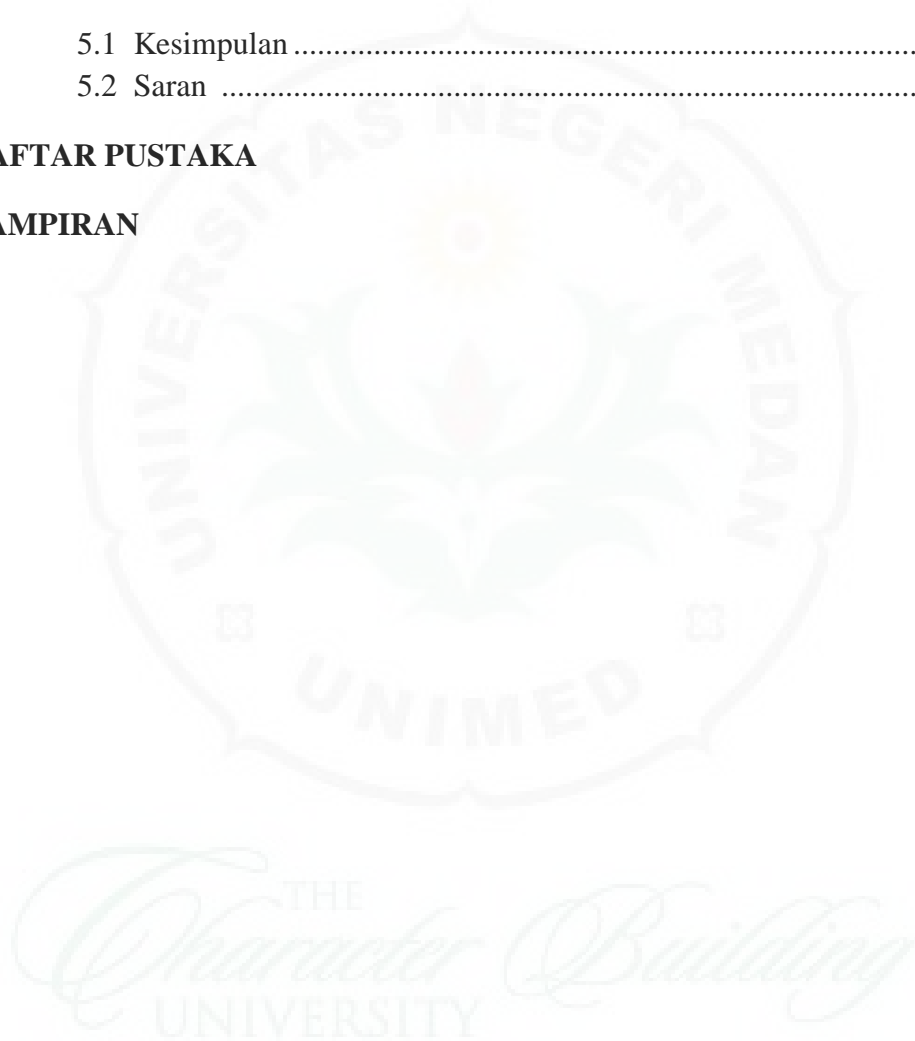 5.1 Kesimpulan ..............................................................................................
5.2 Saran .........................................................................................................
AFTAR PUSTAKA
AMPIRAN
UNIVERSITAS NEGERI MEDAN
UNIMED
THE
Character Building
UNIVERSITY